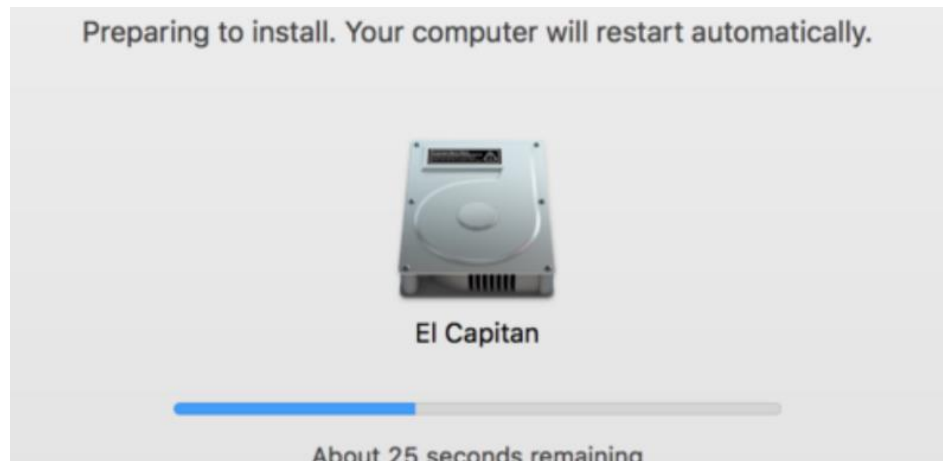 Preparing to install. Your computer will restart automatically.
El Capitan
About 25 seconds remaining